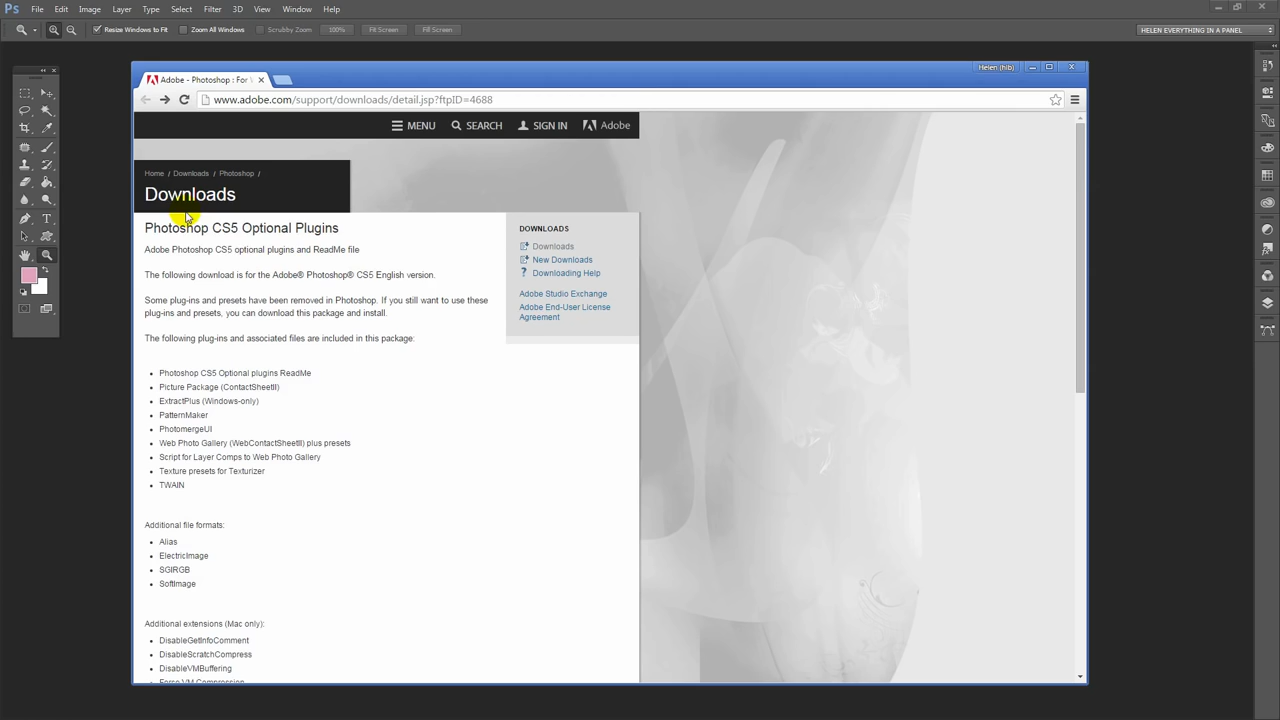 Ps File Edit Image Layer Type Select Filter 3D View Window Help
Resize Windows to Fit Zoom All Windows Scrubby Zoom 100% Fit Screen Fill Screen HELEN EVERYTHING IN A PANEL
Helen (hlb)
Adobe - Photoshop : For
www.adobe.com/support/downloads/detail.jsp?ftpID=4688
MENU SEARCH SIGN IN Adobe
Home / Downloads / Photoshop /
Downloads
Photoshop CS5 Optional Plugins
Adobe Photoshop CS5 optional plugins and ReadMe file
The following download is for the Adobe® Photoshop® CS5 English version.
Some plug-ins and presets have been removed in Photoshop. If you still want to use these
plug-ins and presets, you can download this package and install.
The following plug-ins and associated files are included in this package:
Photoshop CS5 Optional plugins ReadMe
Picture Package (ContactSheetII)
ExtractPlus (Windows-only)
PatternMaker
PhotomergeUI
Web Photo Gallery (WebContactSheetII) plus presets
Script for Layer Comps to Web Photo Gallery
Texture presets for Texturizer
TWAIN
Additional file formats:
Alias
ElectricImage
SGIRGB
SoftImage
Additional extensions (Mac only):
DisableGetInfoComment
DisableScratchCompress
DisableVMBuffering
Force VM Compression
DOWNLOADS
Downloads
New Downloads
Downloading Help
Adobe Studio Exchange
Adobe End-User License
Agreement